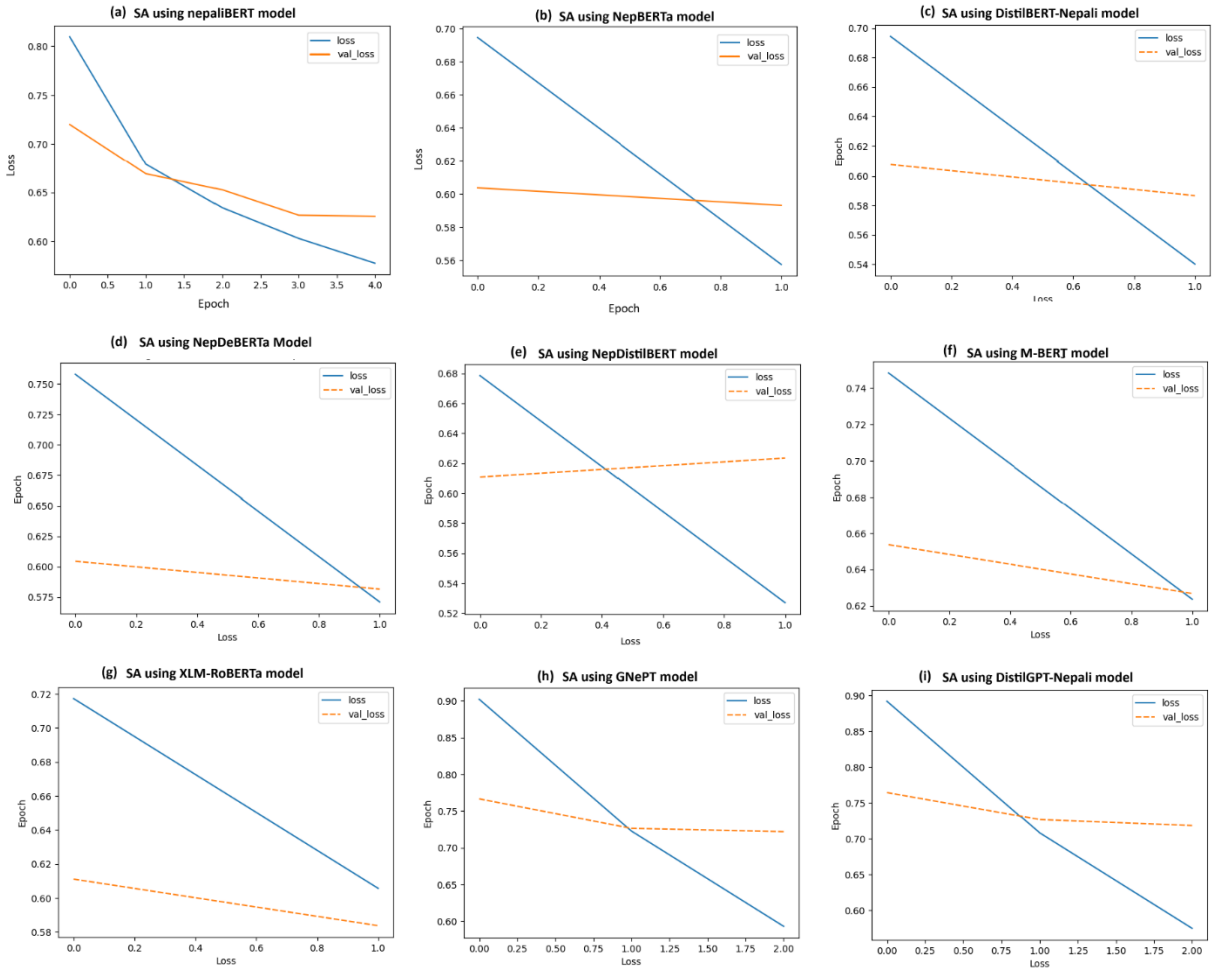 (a) SA using nepaliBERT model
loss
val_loss
0.80
0.75
0.70
0.65
0.60
Loss
0.0 0.5 1.0 1.5 2.0 2.5 3.0 3.5 4.0
Epoch
(b) SA using NepBERTa model
loss
val_loss
0.70
0.68
0.66
0.64
0.62
0.60
0.58
0.56
Loss
0.0 0.2 0.4 0.6 0.8 1.0
Epoch
(c) SA using DistilBERT-Nepali model
loss
val_loss
0.70
0.68
0.66
0.64
0.62
0.60
0.58
0.56
0.54
Epoch
0.0 0.2 0.4 0.6 0.8 1.0
Loss
(d) SA using NepDeBERTa Model
loss
val_loss
0.750
0.725
0.700
0.675
0.650
0.625
0.600
0.575
Epoch
0.0 0.2 0.4 0.6 0.8 1.0
Loss
(e) SA using NepDistilBERT model
loss
val_loss
0.68
0.66
0.64
0.62
0.60
0.58
0.56
0.54
0.52
Epoch
0.0 0.2 0.4 0.6 0.8 1.0
Loss
(f) SA using M-BERT model
loss
val_loss
0.74
0.72
0.70
0.68
0.66
0.64
0.62
Epoch
0.0 0.2 0.4 0.6 0.8 1.0
Loss
(g) SA using XLM-RoBERTa model
loss
val_loss
0.72
0.70
0.68
0.66
0.64
0.62
0.60
0.58
Epoch
0.0 0.2 0.4 0.6 0.8 1.0
Loss
(h) SA using GNePT model
loss
val_loss
0.90
0.85
0.80
0.75
0.70
0.65
0.60
Epoch
0.00 0.25 0.50 0.75 1.00 1.25 1.50 1.75 2.00
Loss
(i) SA using DistilGPT-Nepali model
loss
val_loss
0.90
0.85
0.80
0.75
0.70
0.65
0.60
Epoch
0.00 0.25 0.50 0.75 1.00 1.25 1.50 1.75 2.00
Loss